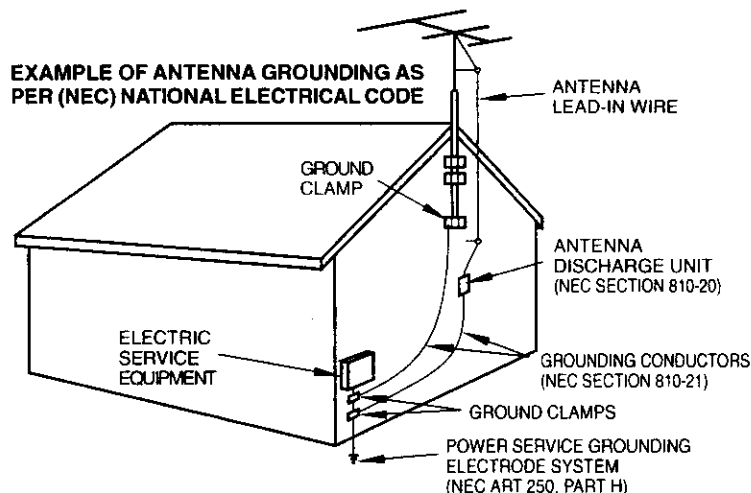 EXAMPLE OF ANTENNA GROUNDING AS
PER (NEC) NATIONAL ELECTRICAL CODE
ANTENNA
LEAD-IN WIRE
GROUND
CLAMP
ANTENNA
DISCHARGE UNIT
(NEC SECTION 810-20)
ELECTRIC
SERVICE
EQUIPMENT
GROUNDING CONDUCTORS
(NEC SECTION 810-21)
GROUND CLAMPS
POWER SERVICE GROUNDING
ELECTRODE SYSTEM
(NEC ART 250, PART H)